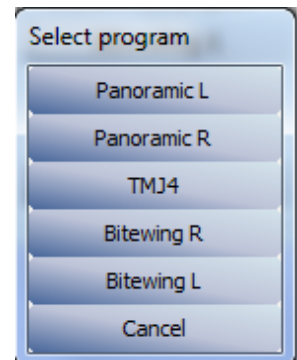 Select program
Panoramic L
Panoramic R
TMJ4
Bitewing R
Bitewing L
Cancel